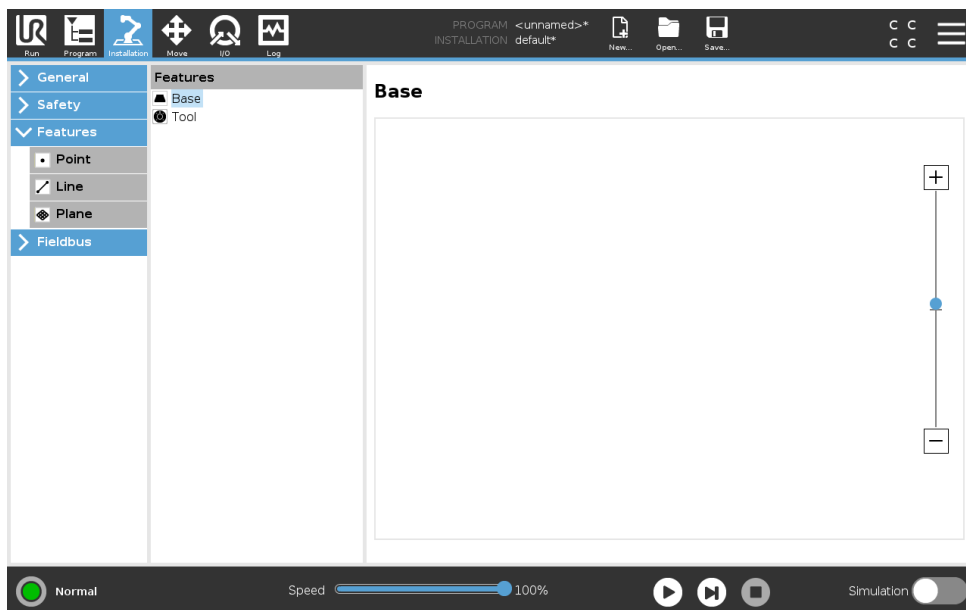 UR
Run
Program
Installation
Move
I/O
Log
PROGRAM <unnamed>*
INSTALLATION default*
New...
Open...
Save...
C C
C C
General
Safety
Features
Point
Line
Plane
Fieldbus
Features
Base
Tool
Base
Normal
Speed
100%
Simulation